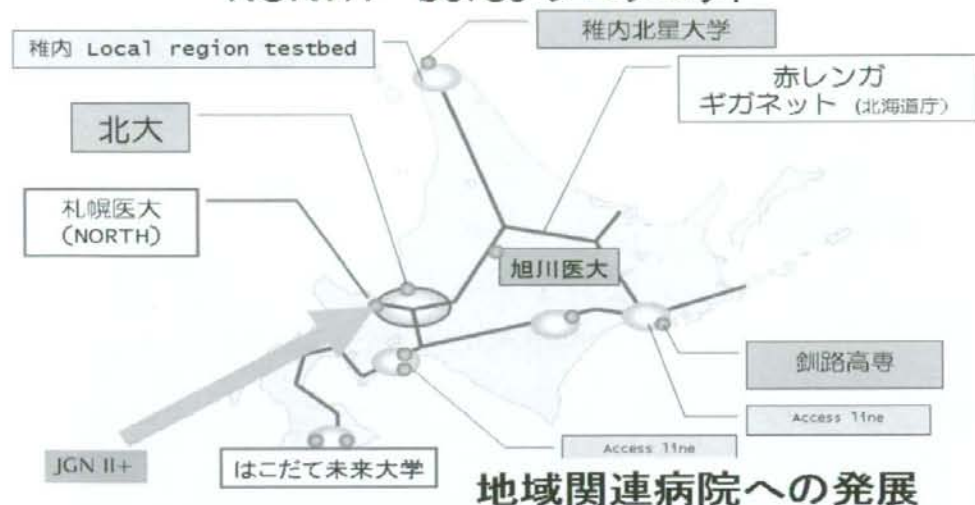 稚内 Local region testbed
稚内北星大学
赤レンガ
ギガネット (北海道庁)
北大
札幌医大
(NORTH)
旭川医大
釧路高専
Access line
Access line
JGN II+
はこだて未来大学
地域関連病院への発展